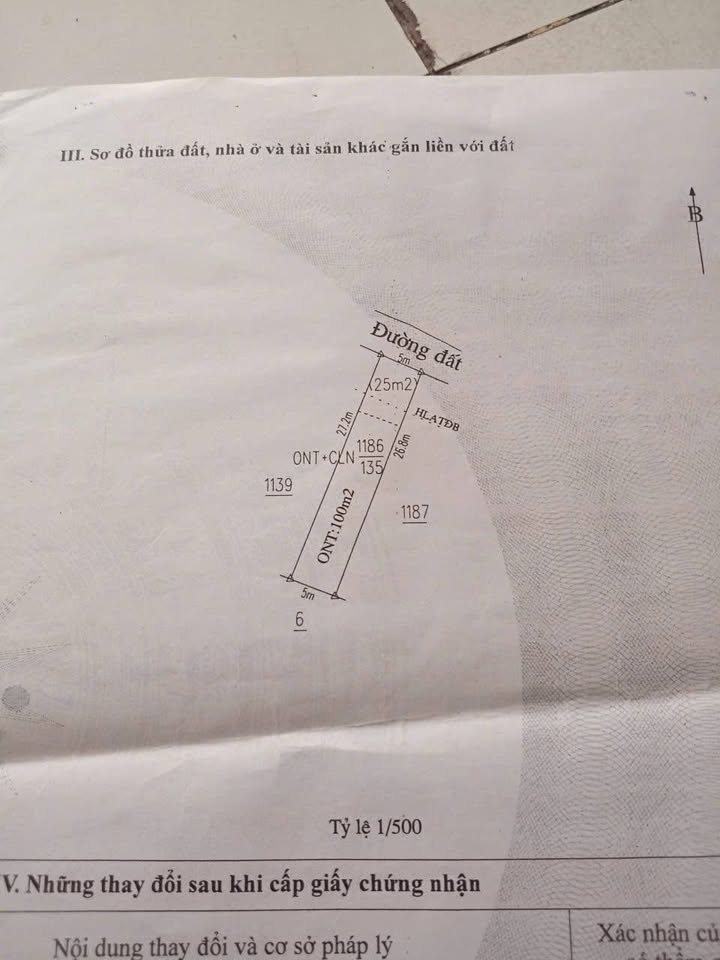 III. Sơ đồ thửa đất, nhà ở và tài sản khác gắn liền với đất
B
Đường đất
5m
(25m2)
HLATĐB
27.2m
26.8m
ONT+CLN 1186
135
1139
1187
ONT:100m2
5m
6
Tỷ lệ 1/500
V. Những thay đổi sau khi cấp giấy chứng nhận
Nội dung thay đổi và cơ sở pháp lý
Xác nhận củ